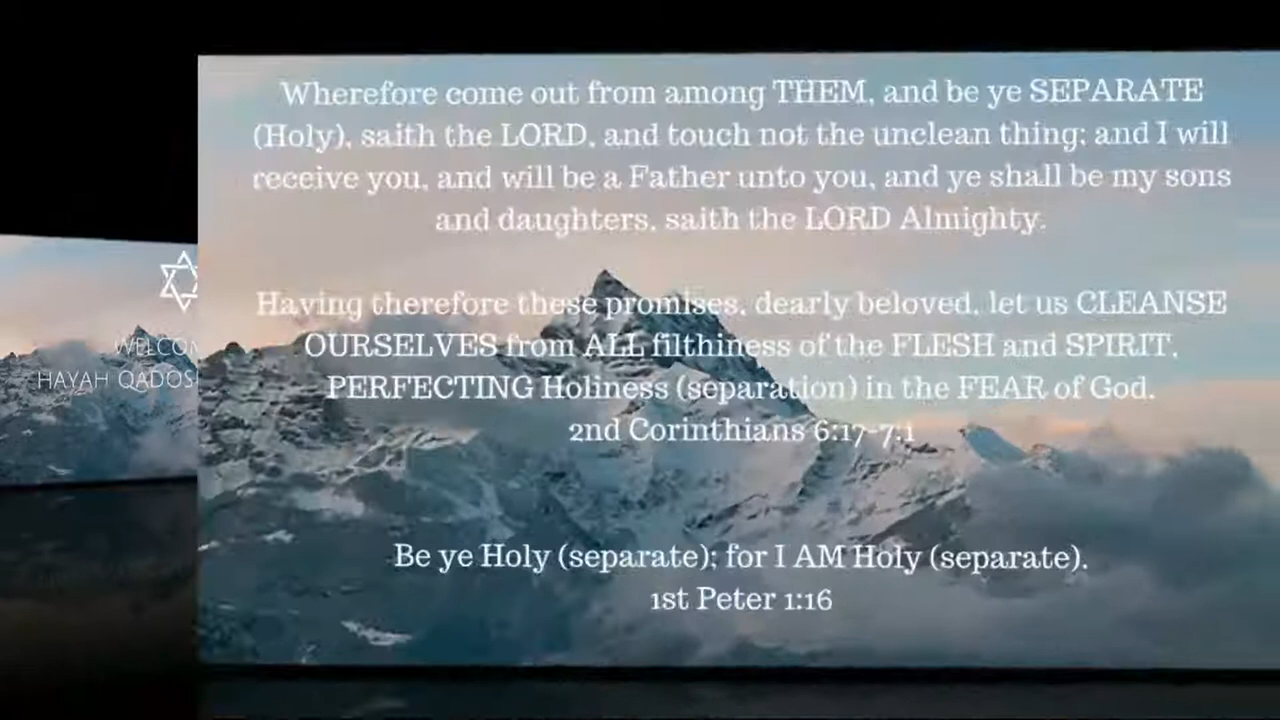 Wherefore come out from among THEM, and be ye SEPARATE
(Holy), saith the LORD, and touch not the unclean thing; and I will
receive you, and will be a Father unto you, and ye shall be my sons
and daughters, saith the LORD Almighty.
Having therefore these promises, dearly beloved, let us CLEANSE
OURSELVES from ALL filthiness of the FLESH and SPIRIT,
PERFECTING Holiness (separation) in the FEAR of God.
2nd Corinthians 6:17-7:1
Be ye Holy (separate); for I AM Holy (separate).
1st Peter 1:16
HAYAH